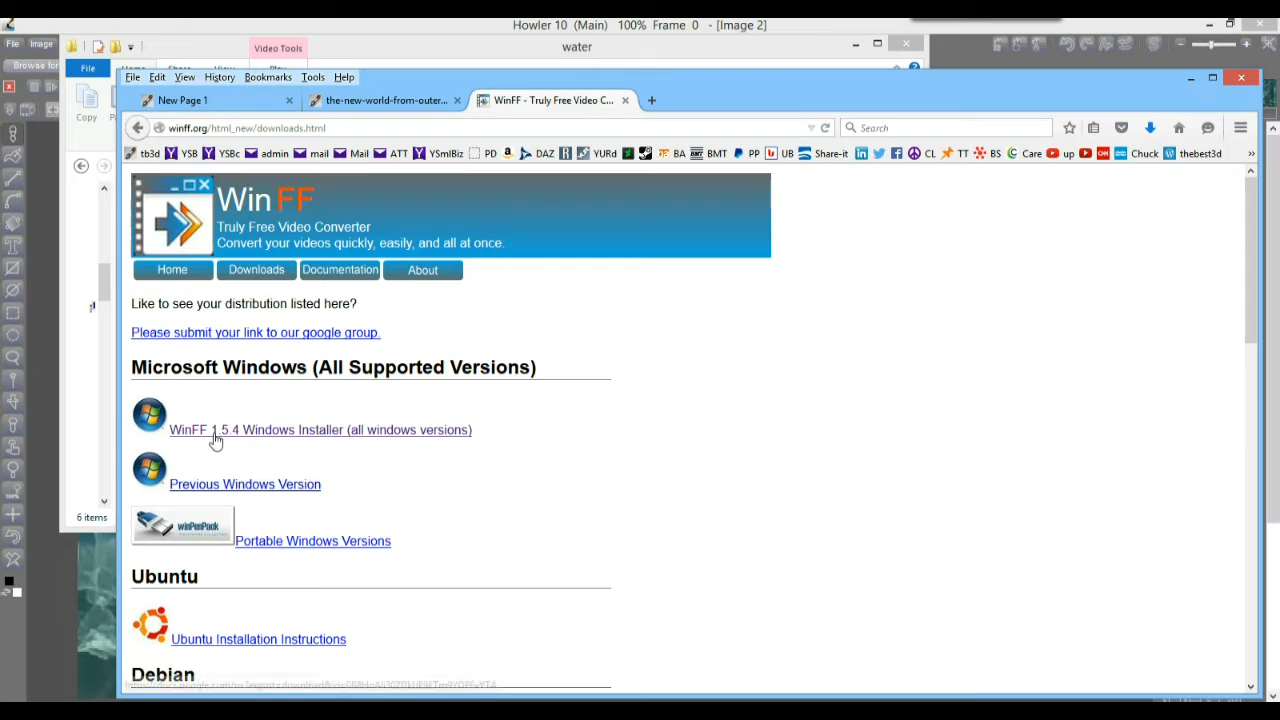 Howler 10 (Main) 100% Frame 0 - [Image 2]
File Image
Video Tools
water
Browse for
File
Copy
File Edit View History Bookmarks Tools Help
New Page 1
the-new-world-from-outer...
WinFF - Truly Free Video C...
winff.org/html_new/downloads.html
Search
tb3d YSB YSBc admin mail Mail ATT YSmlBiz PD DAZ YURd BA BMT PP UB Share-it CL TT BS Care up Chuck thebest3d
Win FF
Truly Free Video Converter
Convert your videos quickly, easily, and all at once.
Home Downloads Documentation About
Like to see your distribution listed here?
Please submit your link to our google group.
Microsoft Windows (All Supported Versions)
WinFF 1.5.4 Windows Installer (all windows versions)
Previous Windows Version
winPenPack
Portable Windows Versions
6 items
100%
Ubuntu
Ubuntu Installation Instructions
Debian